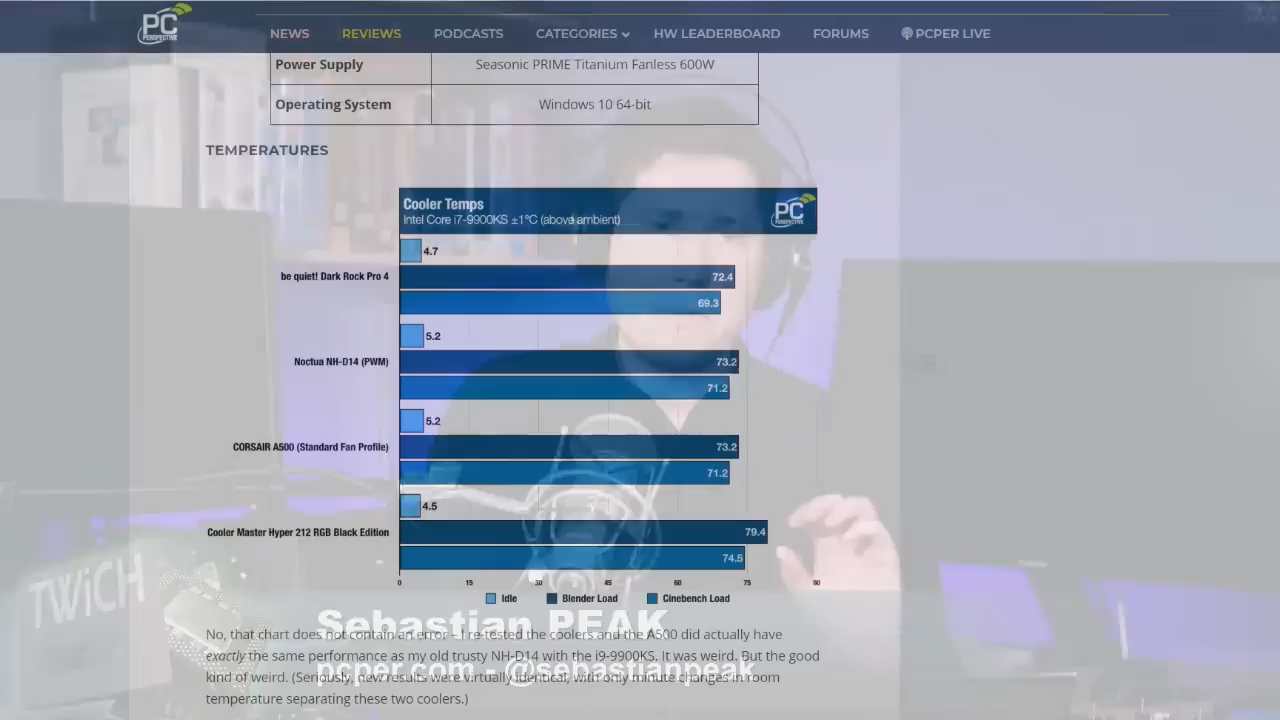 PC
PERSPECTIVE
NEWS REVIEWS PODCASTS CATEGORIES HW LEADERBOARD FORUMS PCPER LIVE
Power Supply Seasonic PRIME Titanium Fanless 600W
Operating System Windows 10 64-bit
TEMPERATURES
Cooler Temps
Intel Core i7-9900KS ±1°C (above ambient)
PC
PERSPECTIVE
4.7
be quiet! Dark Rock Pro 4 72.4
69.3
5.2
Noctua NH-D14 (PWM) 73.2
71.2
5.2
CORSAIR A500 (Standard Fan Profile) 73.2
71.2
4.5
Cooler Master Hyper 212 RGB Black Edition 79.4
74.5
0 15 30 45 60 75 90
Idle Blender Load Cinebench Load
TWiCH
Sebastian PEAK
No, that chart does not contain an error – I re-tested the coolers and the A500 did actually have
exactly the same performance as my old trusty NH-D14 with the i9-9900KS. It was weird. But the good
pcper.com - @sebastianpeak
kind of weird. (Seriously, new results were virtually identical, with only minute changes in room
temperature separating these two coolers.)